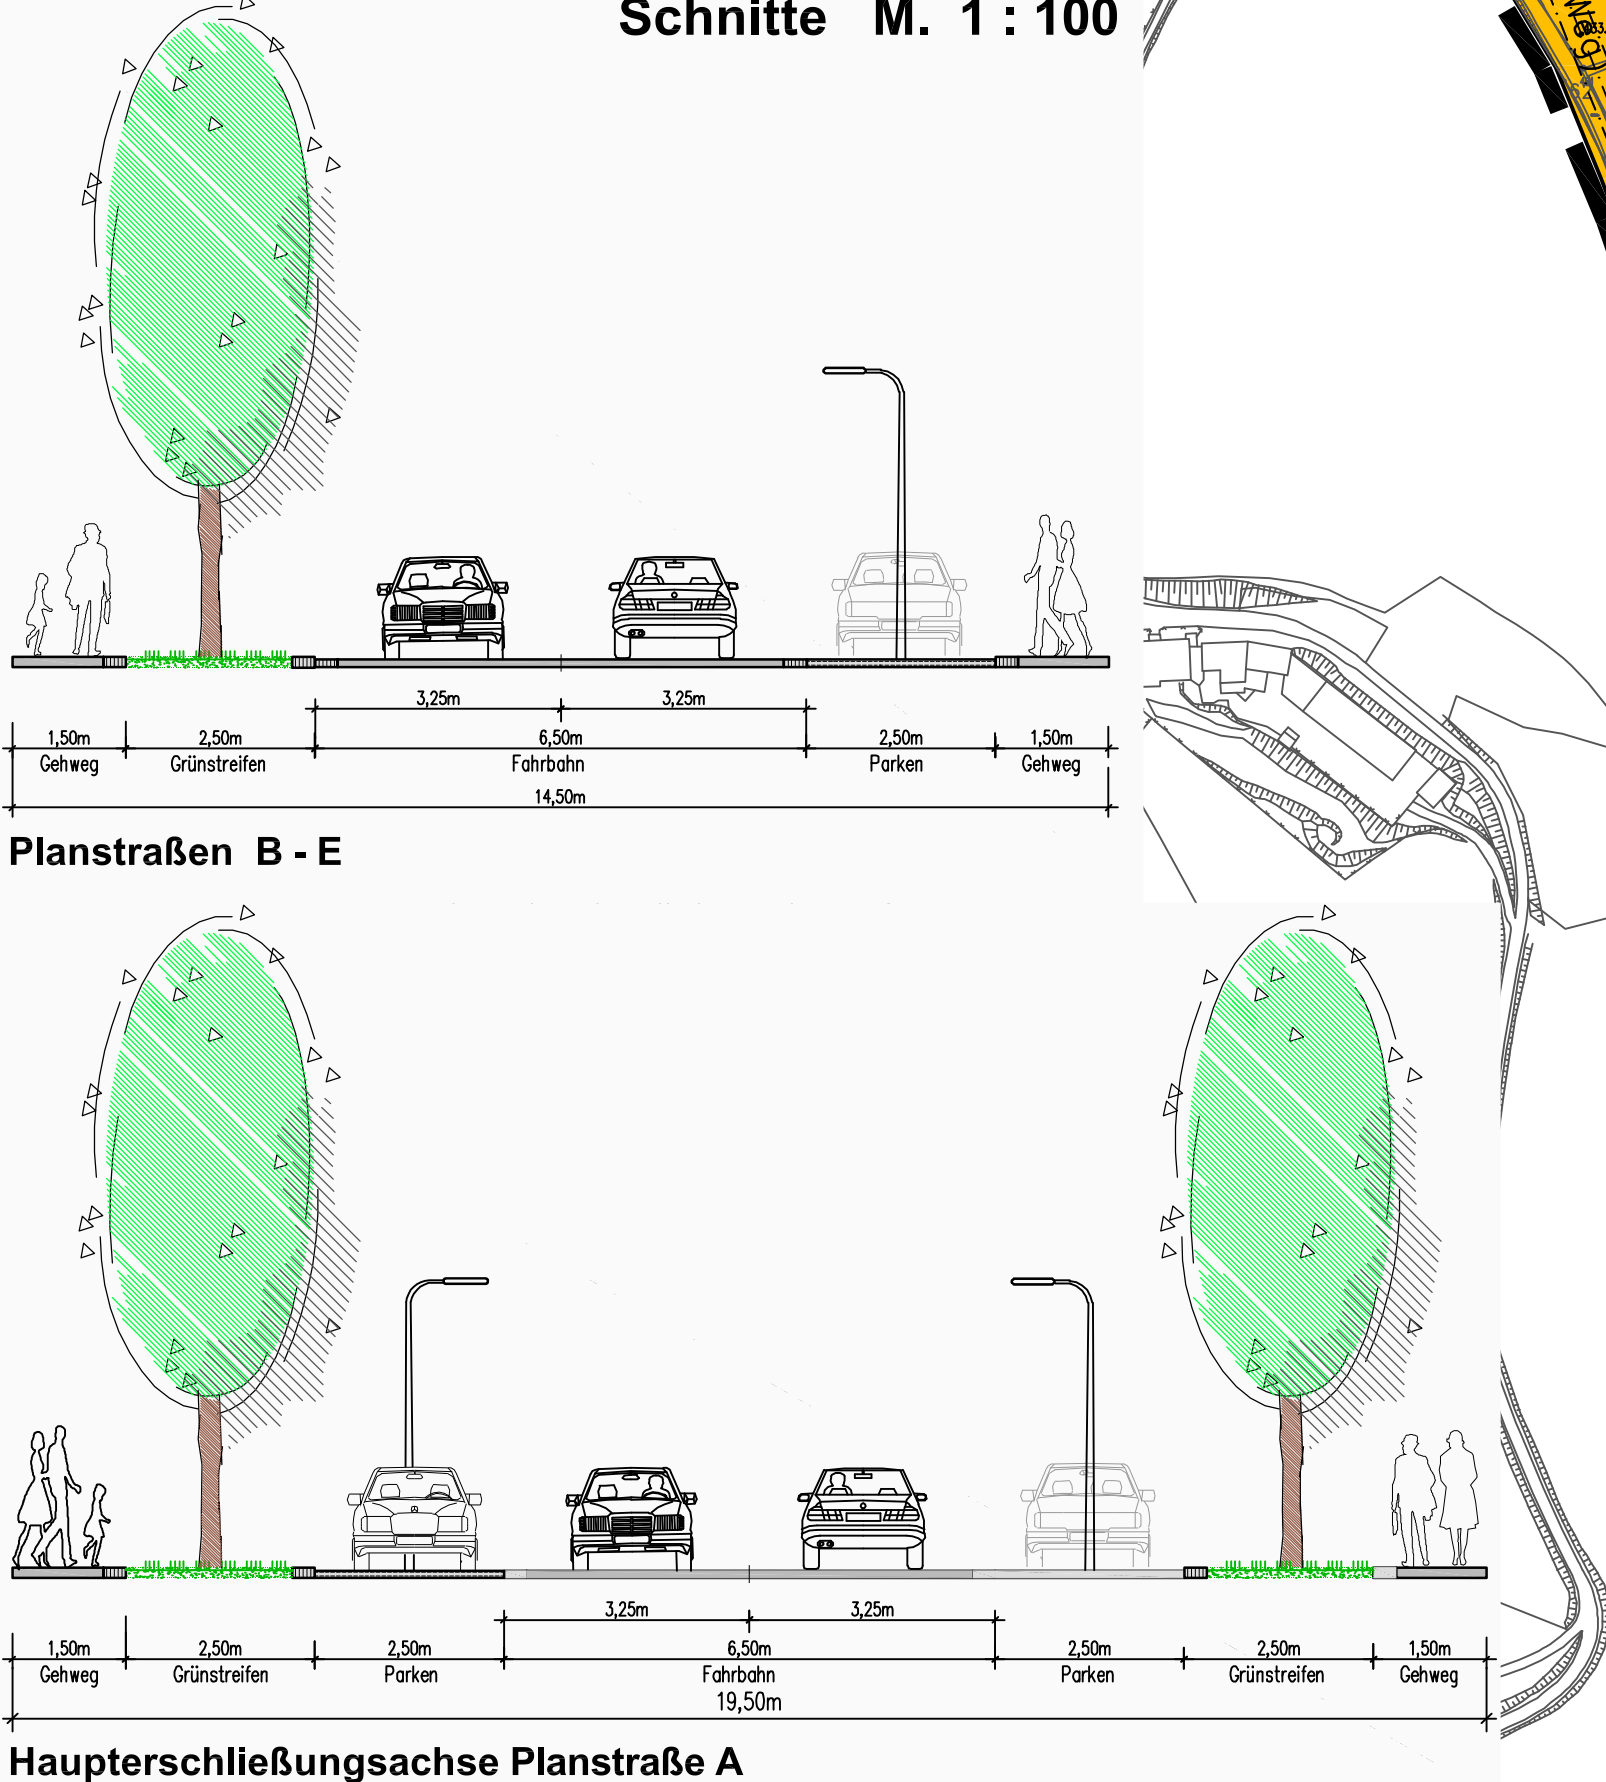 Schnitte M. 1 : 100
Weg
3,25m 3,25m
1,50m 2,50m 6,50m 2,50m 1,50m
Gehweg Grünstreifen Fahrbahn Parken Gehweg
14,50m
Planstraßen B - E
3,25m 3,25m
1,50m 2,50m 2,50m 6,50m 2,50m 2,50m 1,50m
Gehweg Grünstreifen Parken Fahrbahn Parken Grünstreifen Gehweg
19,50m
Haupterschließungsachse Planstraße A